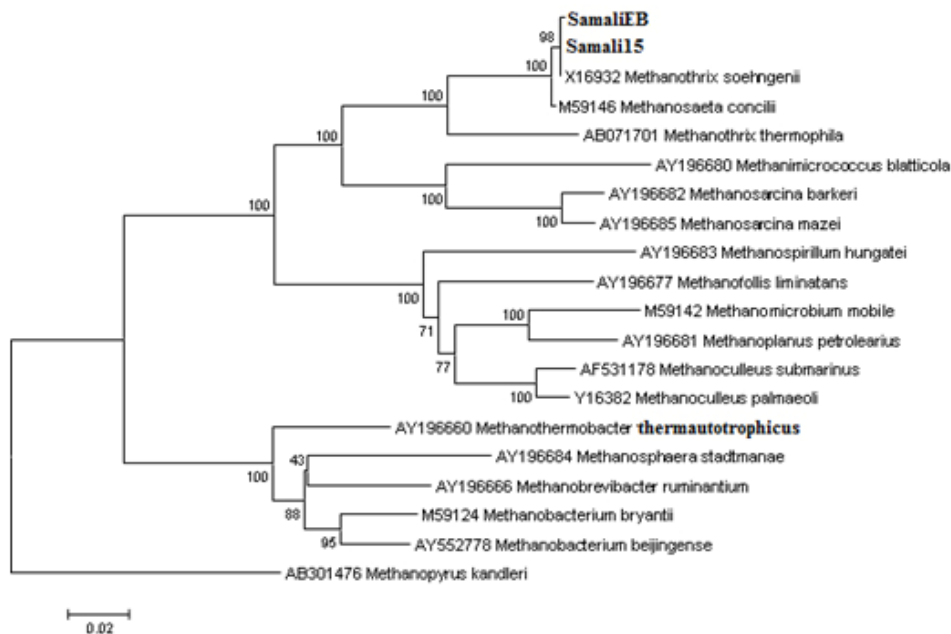 SamaliEB
98
Samali15
100
X16932 Methanothrix soehngenii
100
M59146 Methanosaeta concilii
100
AB071701 Methanothrix thermophila
AY196680 Methanimicrococcus blatticola
100
AY196682 Methanosarcina barkeri
100
AY196685 Methanosarcina mazei
100
AY196683 Methanospirillum hungatei
100
AY196677 Methanofollis liminatans
71
M59142 Methanomicrobium mobile
100
AY196681 Methanoplanus petrolearius
77
AF531178 Methanoculleus submarinus
100
Y16382 Methanoculleus palmaeoli
AY196660 Methanothermobacter thermautotrophicus
100
43
AY196684 Methanosphaera stadtmanae
AY196666 Methanobrevibacter ruminantium
88
M59124 Methanobacterium bryantii
95
AY552778 Methanobacterium beijingense
AB301476 Methanopyrus kandleri
0.02